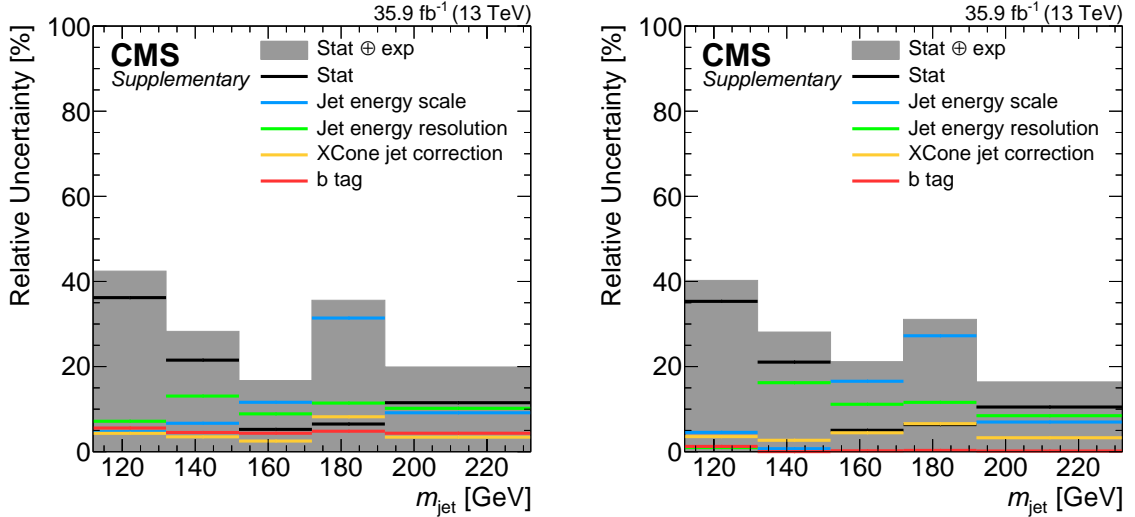 35.9 fb⁻¹ (13 TeV)
Relative Uncertainty [%]
100
80
60
40
20
0
CMS
Supplementary
Stat ⊕ exp
Stat
Jet energy scale
Jet energy resolution
XCone jet correction
b tag
120 140 160 180 200 220
m_jet [GeV]
35.9 fb⁻¹ (13 TeV)
Relative Uncertainty [%]
100
80
60
40
20
0
CMS
Supplementary
Stat ⊕ exp
Stat
Jet energy scale
Jet energy resolution
XCone jet correction
b tag
120 140 160 180 200 220
m_jet [GeV]